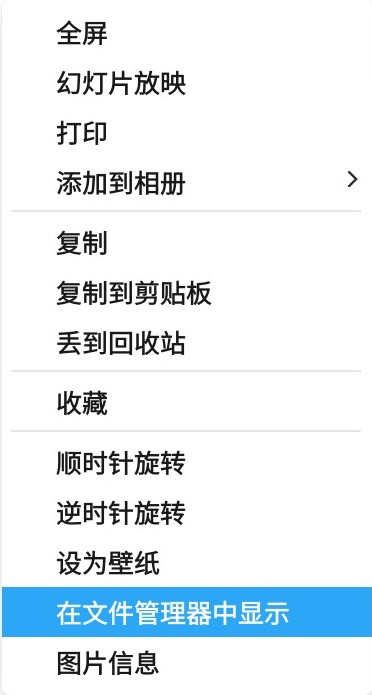 全屏
幻灯片放映
打印
添加到相册
复制
复制到剪贴板
丢到回收站
收藏
顺时针旋转
逆时针旋转
设为壁纸
在文件管理器中显示
图片信息